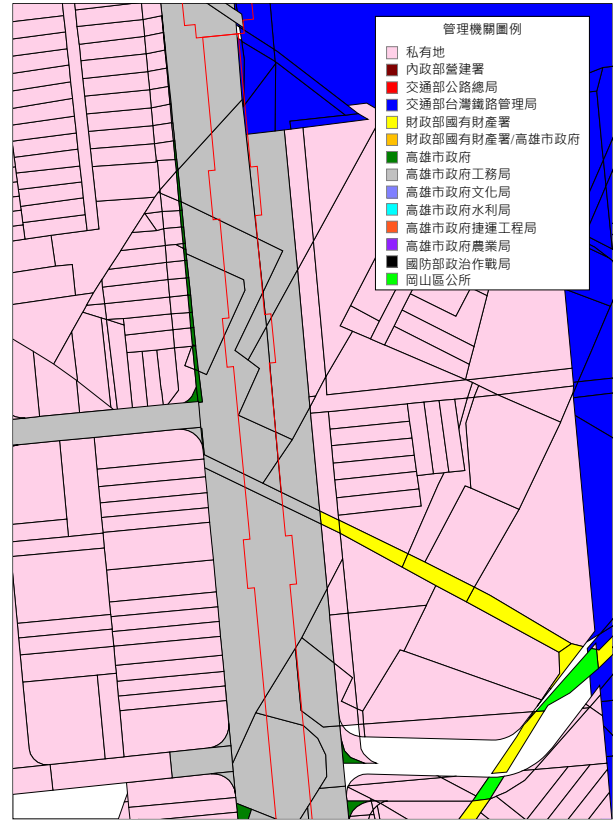 管理機關圖例
私有地
內政部營建署
交通部公路總局
交通部台灣鐵路管理局
財政部國有財產署
財政部國有財產署/高雄市政府
高雄市政府
高雄市政府工務局
高雄市政府文化局
高雄市政府水利局
高雄市政府捷運工程局
高雄市政府農業局
國防部政治作戰局
岡山區公所